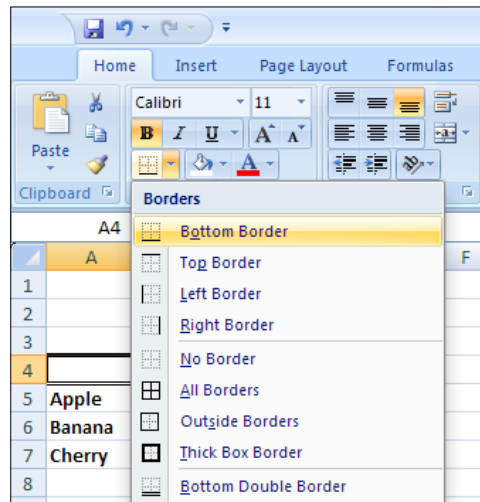 Home Insert Page Layout Formulas
Paste Calibri 11
B I U A A
A
Clipboard
Borders
A4
Bottom Border
A F
Top Border
1
Left Border
2
Right Border
3
No Border
4
All Borders
5 Apple
Outside Borders
6 Banana
Thick Box Border
7 Cherry
Bottom Double Border
8